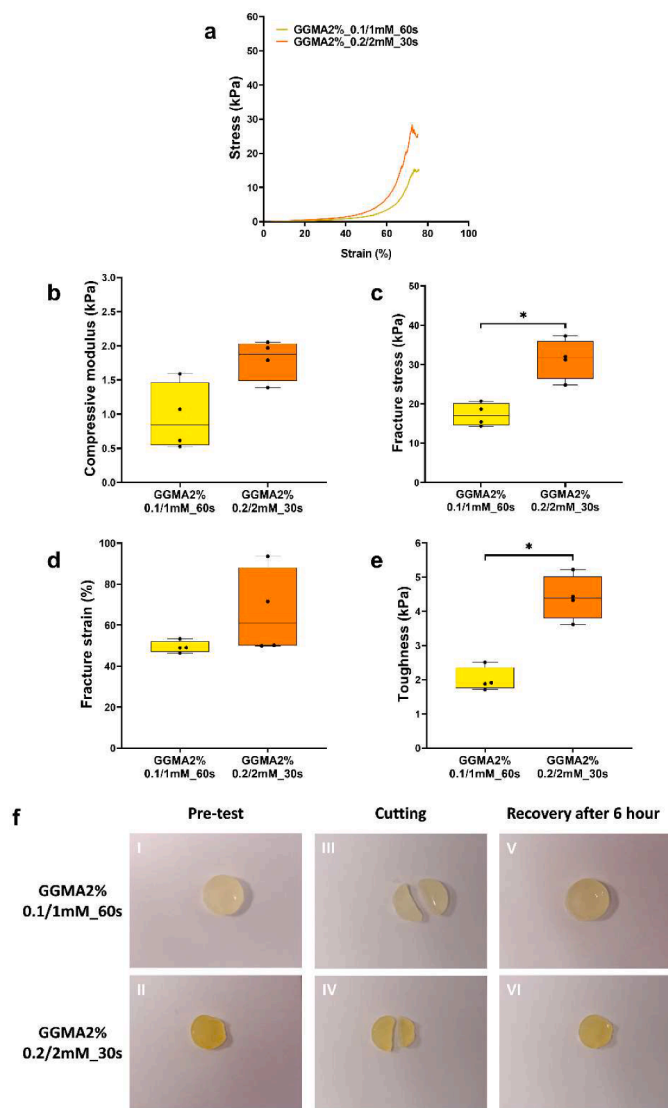 a
GGMA2%_0.1/1mM_60s
GGMA2%_0.2/2mM_30s
Stress (kPa)
60
50
40
30
20
10
0
0 20 40 60 80 100
Strain (%)
b
Compressive modulus (kPa)
3.0
2.5
2.0
1.5
1.0
0.5
0.0
GGMA2% GGMA2%
0.1/1mM_60s 0.2/2mM_30s
c
Fracture stress (kPa)
50
40
30
20
10
0
*
GGMA2% GGMA2%
0.1/1mM_60s 0.2/2mM_30s
d
Fracture strain (%)
100
80
60
40
20
0
GGMA2% GGMA2%
0.1/1mM_60s 0.2/2mM_30s
e
Toughness (kPa)
6
5
4
3
2
1
0
*
GGMA2% GGMA2%
0.1/1mM_60s 0.2/2mM_30s
f
Pre-test Cutting Recovery after 6 hour
GGMA2%
0.1/1mM_60s
I III V
GGMA2%
0.2/2mM_30s
II IV VI